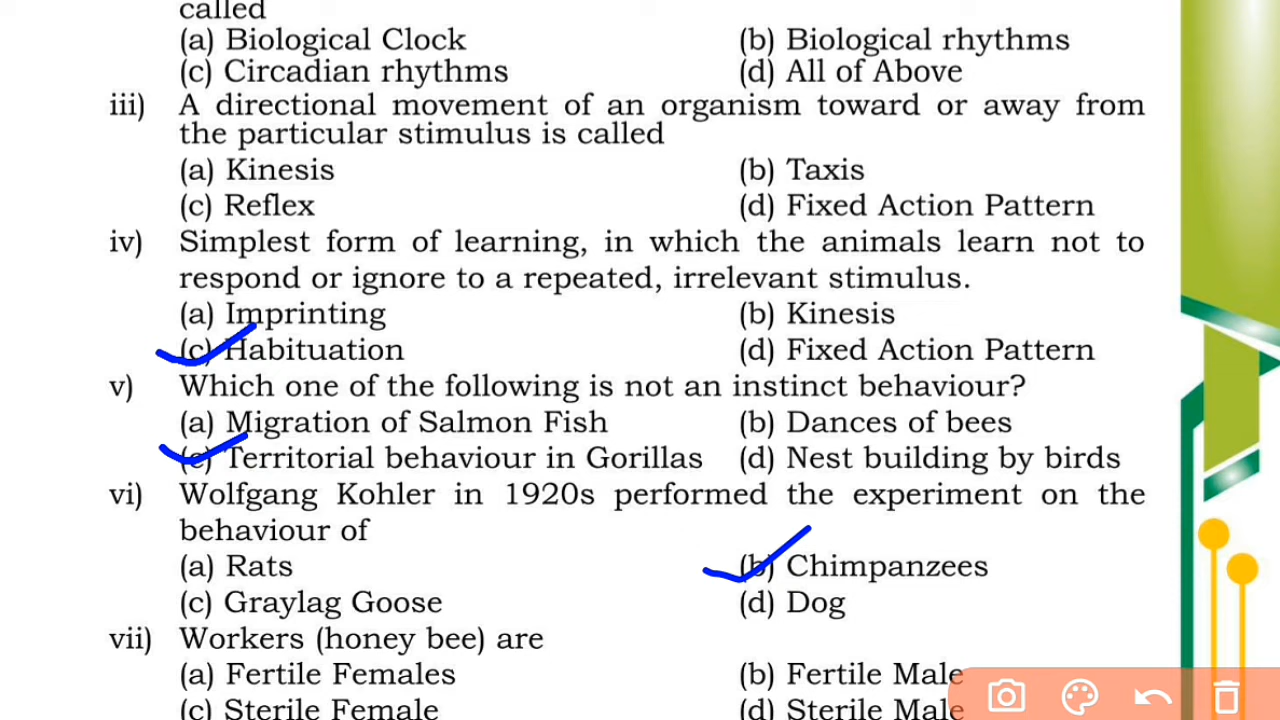 called
(a) Biological Clock (b) Biological rhythms
(c) Circadian rhythms (d) All of Above
iii) A directional movement of an organism toward or away from
the particular stimulus is called
(a) Kinesis (b) Taxis
(c) Reflex (d) Fixed Action Pattern
iv) Simplest form of learning, in which the animals learn not to
respond or ignore to a repeated, irrelevant stimulus.
(a) Imprinting (b) Kinesis
(c) Habituation (d) Fixed Action Pattern
v) Which one of the following is not an instinct behaviour?
(a) Migration of Salmon Fish (b) Dances of bees
(c) Territorial behaviour in Gorillas (d) Nest building by birds
vi) Wolfgang Kohler in 1920s performed the experiment on the
behaviour of
(a) Rats (b) Chimpanzees
(c) Graylag Goose (d) Dog
vii) Workers (honey bee) are
(a) Fertile Females (b) Fertile Male
(c) Sterile Female (d) Sterile Male